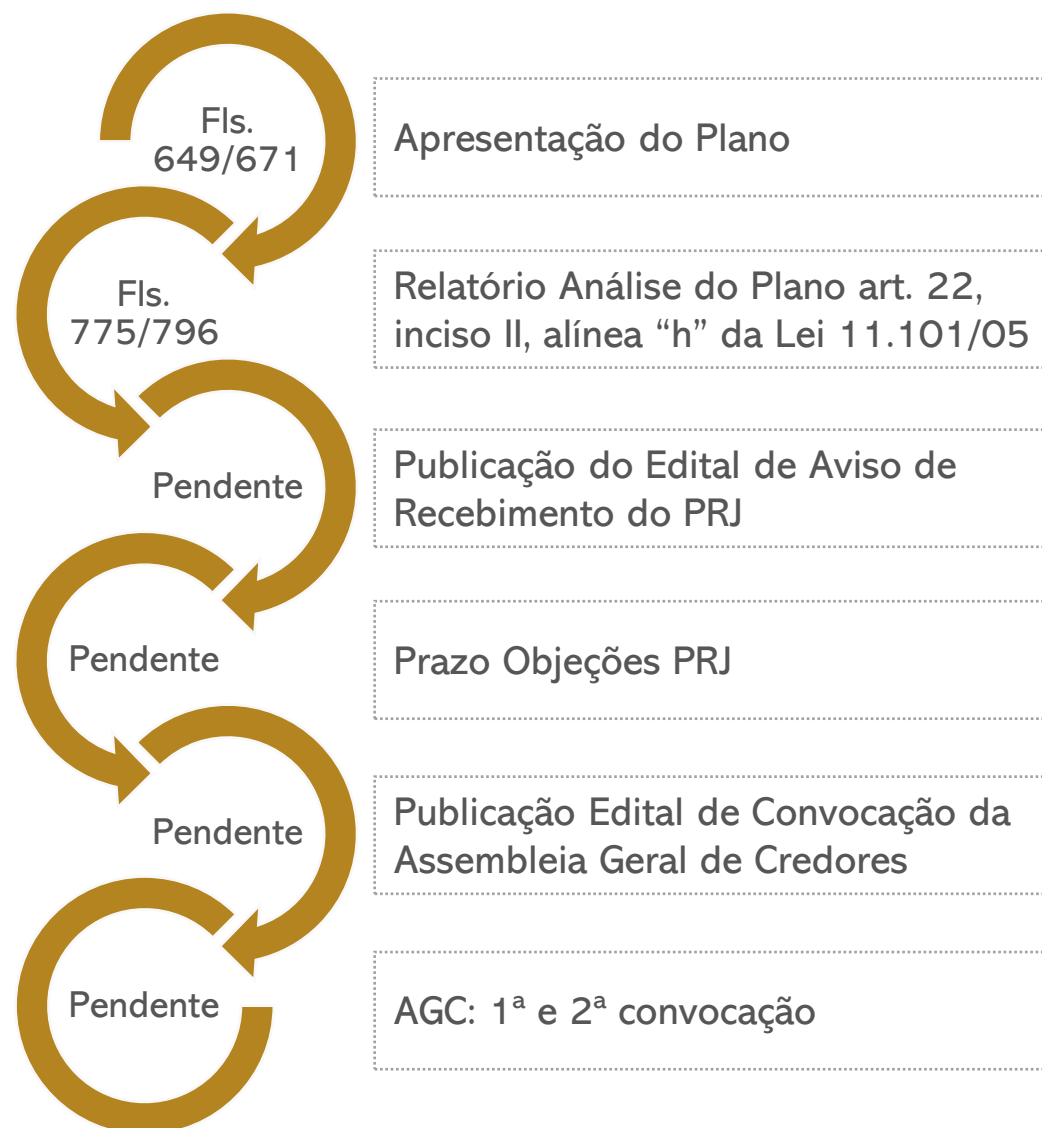 Fls.
649/671
Apresentação do Plano
Fls.
775/796
Relatório Análise do Plano art. 22,
inciso II, alínea “h” da Lei 11.101/05
Pendente
Publicação do Edital de Aviso de
Recebimento do PRJ
Pendente
Prazo Objeções PRJ
Pendente
Publicação Edital de Convocação da
Assembleia Geral de Credores
Pendente
AGC: 1ª e 2ª convocação